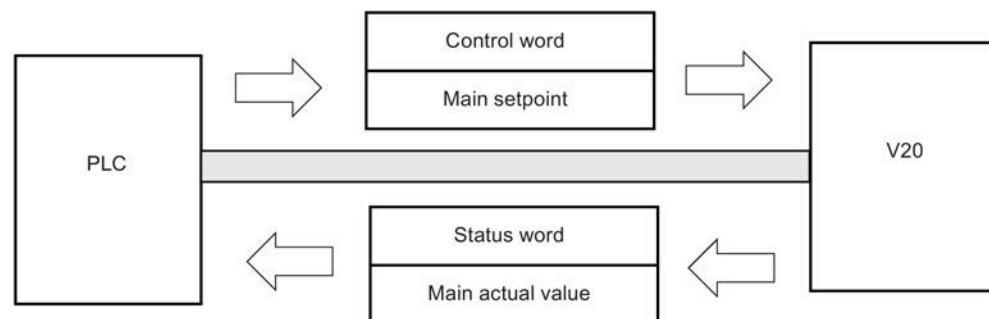 Control word
Main setpoint
PLC
V20
Status word
Main actual value